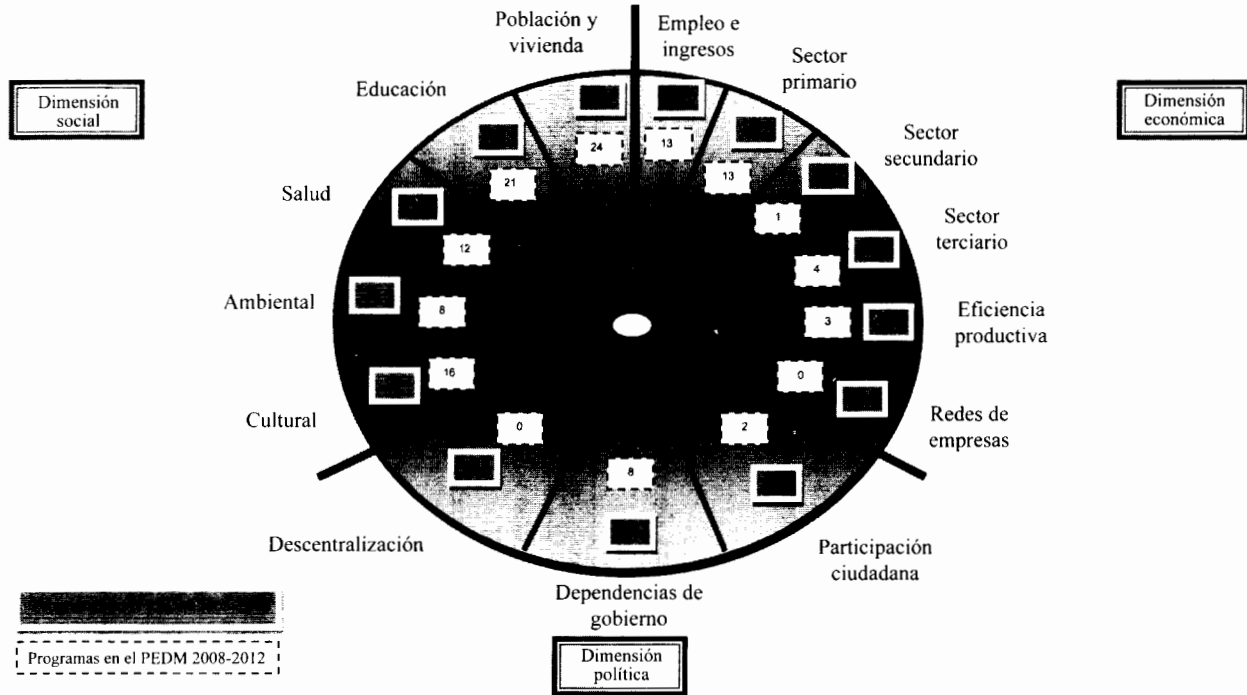 Población y
vivienda
Empleo e
ingresos
Sector
primario
Educación
Dimensión
social
Dimensión
económica
Sector
secundario
24
13
21
13
Salud
1
Sector
terciario
12
4
Ambiental
8
3
Eficiencia
productiva
16
0
Cultural
0
2
Redes de
empresas
8
Descentralización
Participación
ciudadana
Dependencias de
gobierno
Programas en el PEDM 2008-2012
Dimensión
política